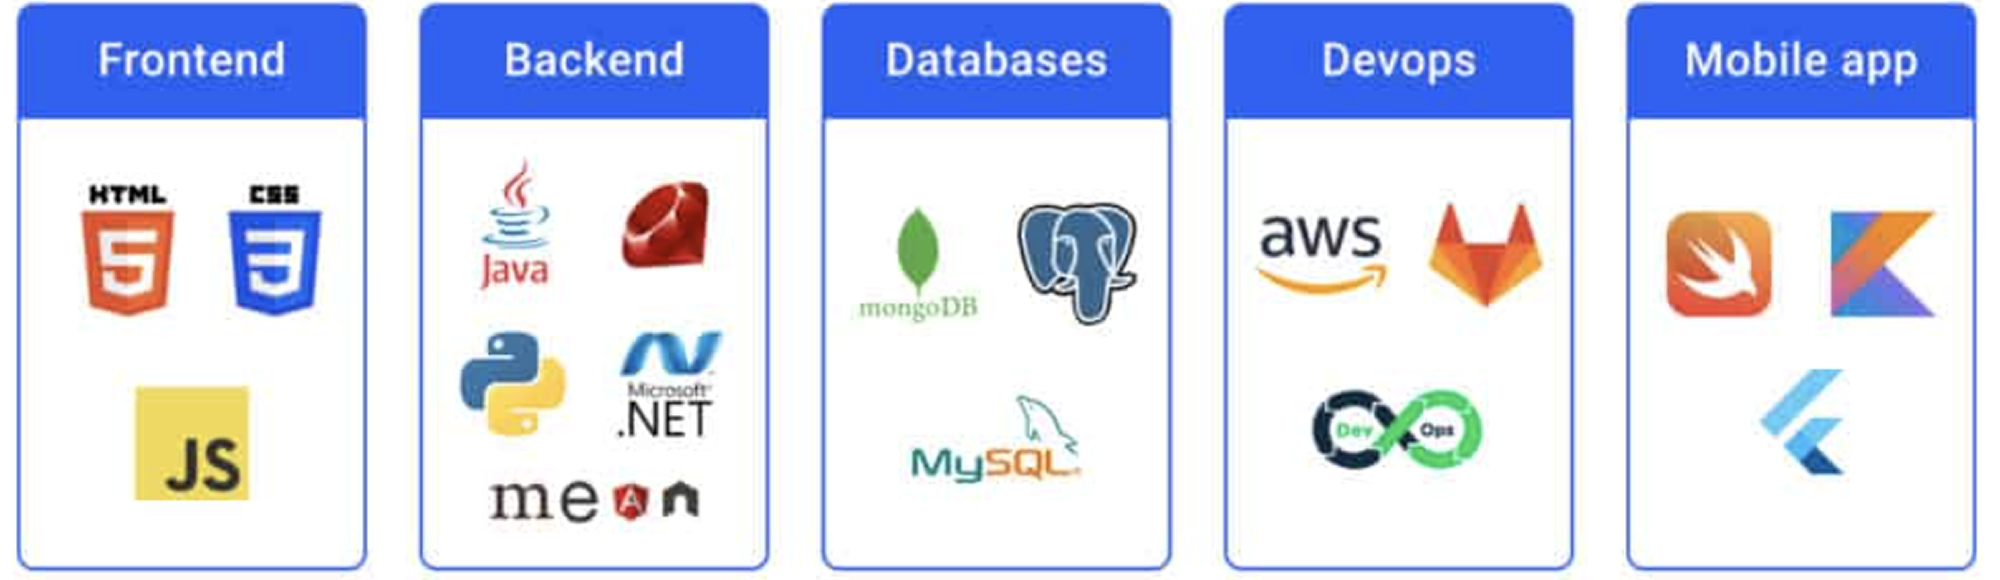 Frontend
HTML
5
CSS
3
JS
Backend
Java
Microsoft®
.NET
me A n
Databases
mongoDB
MySQL®
Devops
aws
Dev Ops
Mobile app